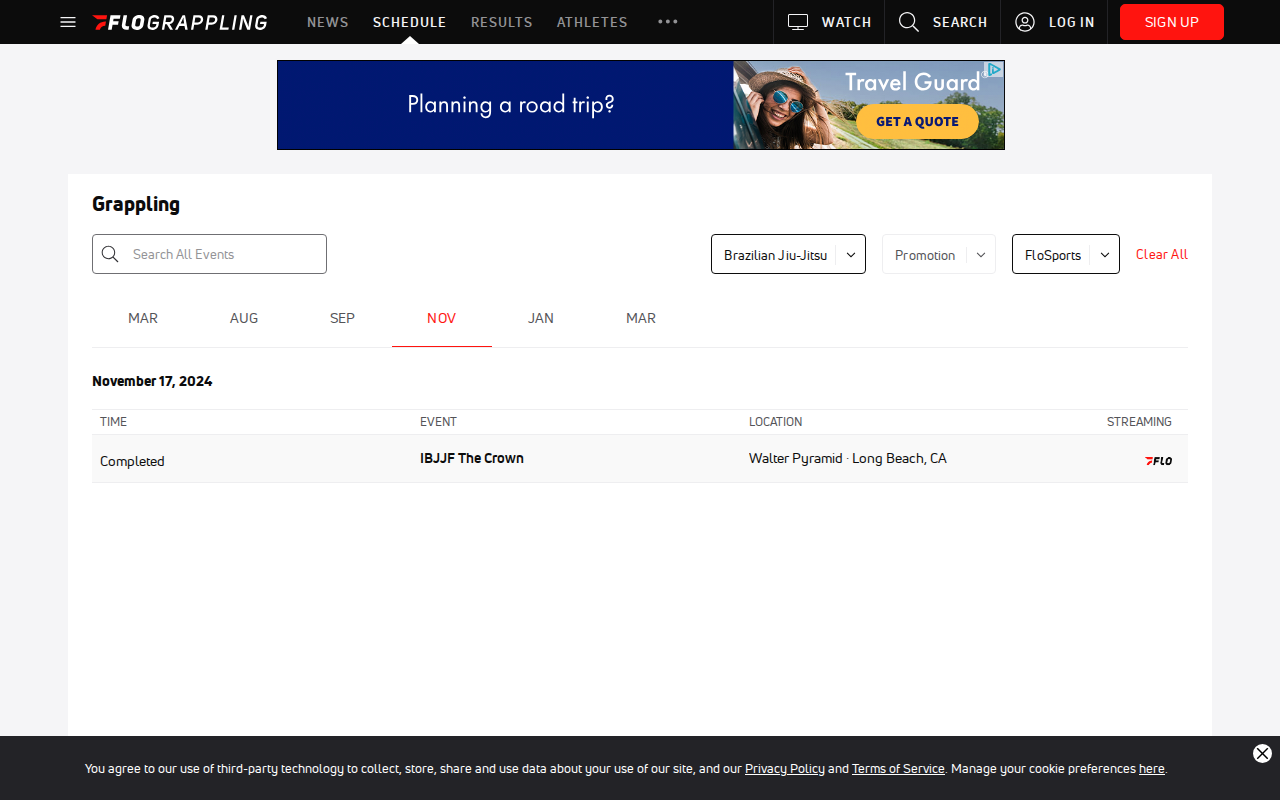 FLOGRAPPLING NEWS SCHEDULE RESULTS ATHLETES WATCH SEARCH LOG IN SIGN UP
Planning a road trip? Travel Guard®
GET A QUOTE
Grappling
Search All Events Brazilian Jiu-Jitsu Promotion FloSports Clear All
MAR AUG SEP NOV JAN MAR
November 17, 2024
TIME EVENT LOCATION STREAMING
Completed IBJJF The Crown Walter Pyramid · Long Beach, CA FLO
You agree to our use of third-party technology to collect, store, share and use data about your use of our site, and our Privacy Policy and Terms of Service. Manage your cookie preferences here.